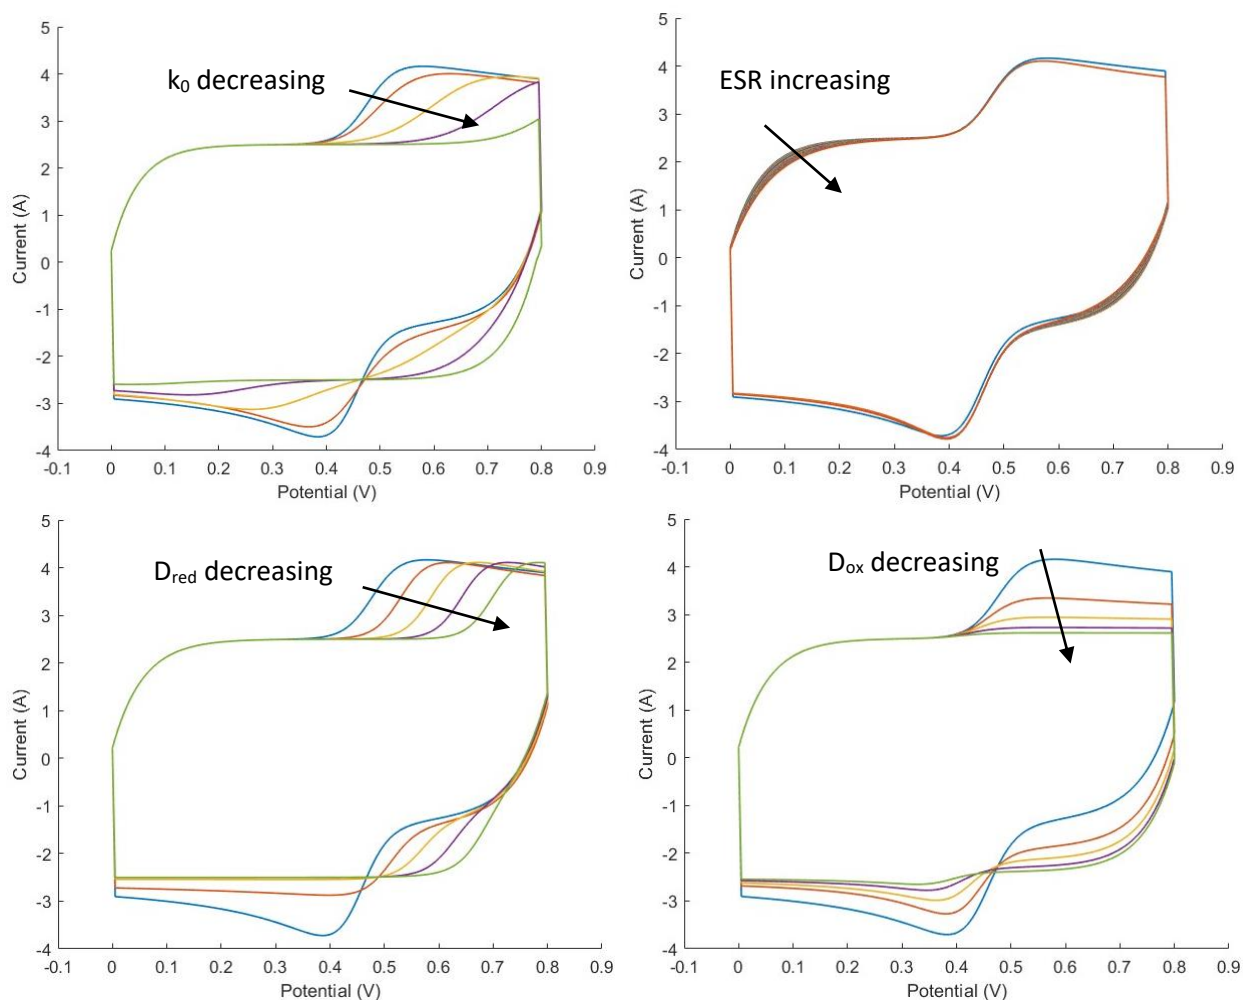 5
4
3
2
1
0
-1
-2
-3
-4
-0.1 0 0.1 0.2 0.3 0.4 0.5 0.6 0.7 0.8 0.9
Current (A)
Potential (V)
k₀ decreasing
5
4
3
2
1
0
-1
-2
-3
-4
-0.1 0 0.1 0.2 0.3 0.4 0.5 0.6 0.7 0.8 0.9
Current (A)
Potential (V)
ESR increasing
5
4
3
2
1
0
-1
-2
-3
-4
-0.1 0 0.1 0.2 0.3 0.4 0.5 0.6 0.7 0.8 0.9
Current (A)
Potential (V)
D_red decreasing
5
4
3
2
1
0
-1
-2
-3
-4
-0.1 0 0.1 0.2 0.3 0.4 0.5 0.6 0.7 0.8 0.9
Current (A)
Potential (V)
D_ox decreasing